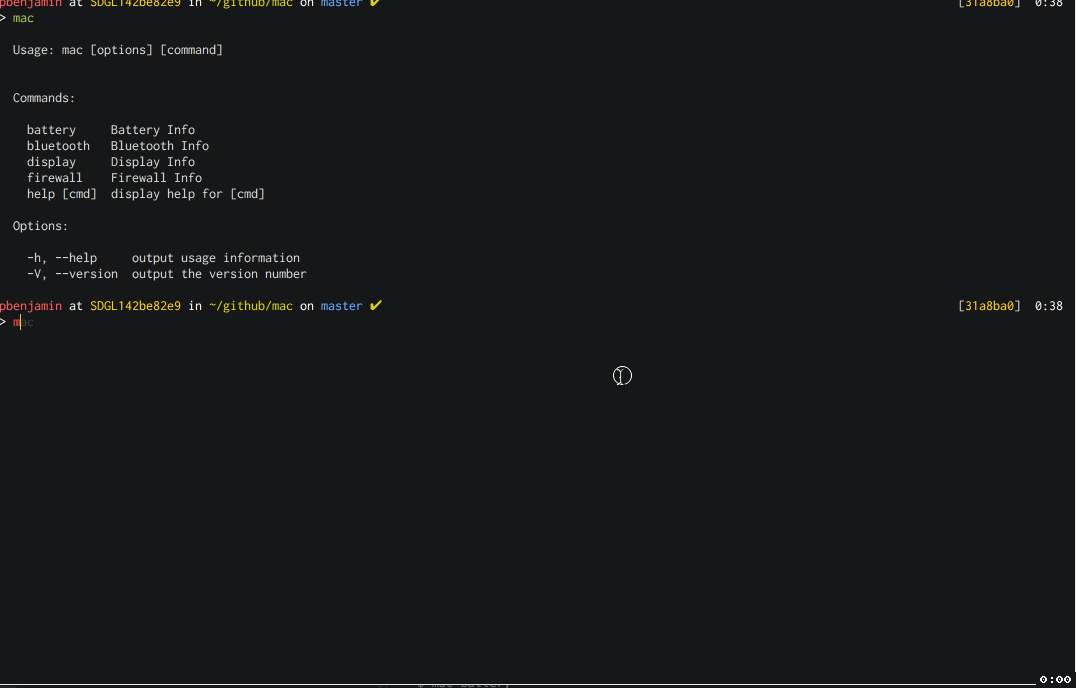 pbenjamin at SDGL142be82e9 in ~/github/mac on master ✔ [31a8ba0] 0:38
> mac
Usage: mac [options] [command]
Commands:
battery Battery Info
bluetooth Bluetooth Info
display Display Info
firewall Firewall Info
help [cmd] display help for [cmd]
Options:
-h, --help output usage information
-V, --version output the version number
pbenjamin at SDGL142be82e9 in ~/github/mac on master ✔ [31a8ba0] 0:38
> mac
0:00